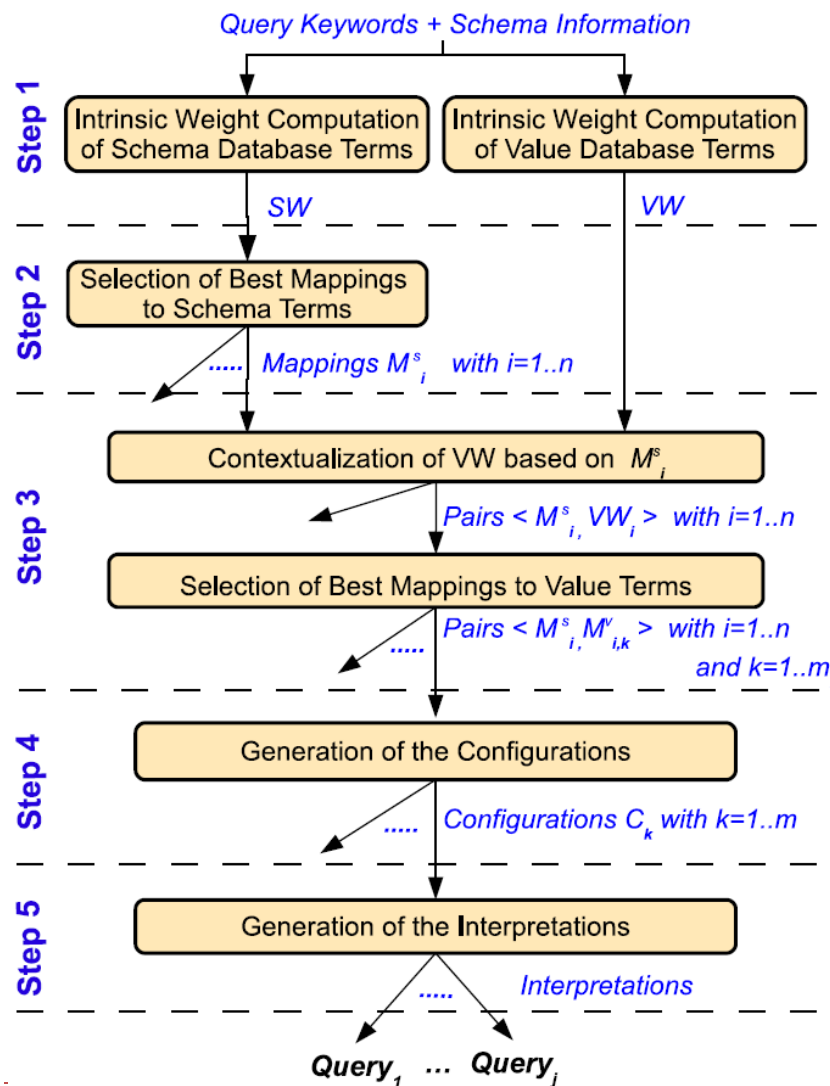 Query Keywords + Schema Information
Step 1
Intrinsic Weight Computation
of Schema Database Terms
Intrinsic Weight Computation
of Value Database Terms
SW
VW
Step 2
Selection of Best Mappings
to Schema Terms
..... Mappings M^s_i with i=1..n
Step 3
Contextualization of VW based on M^s_i
Pairs < M^s_i, VW_i > with i=1..n
Selection of Best Mappings to Value Terms
..... Pairs < M^s_i, M^v_i,k > with i=1..n
and k=1..m
Step 4
Generation of the Configurations
..... Configurations C_k with k=1..m
Step 5
Generation of the Interpretations
..... Interpretations
Query_1 ... Query_j